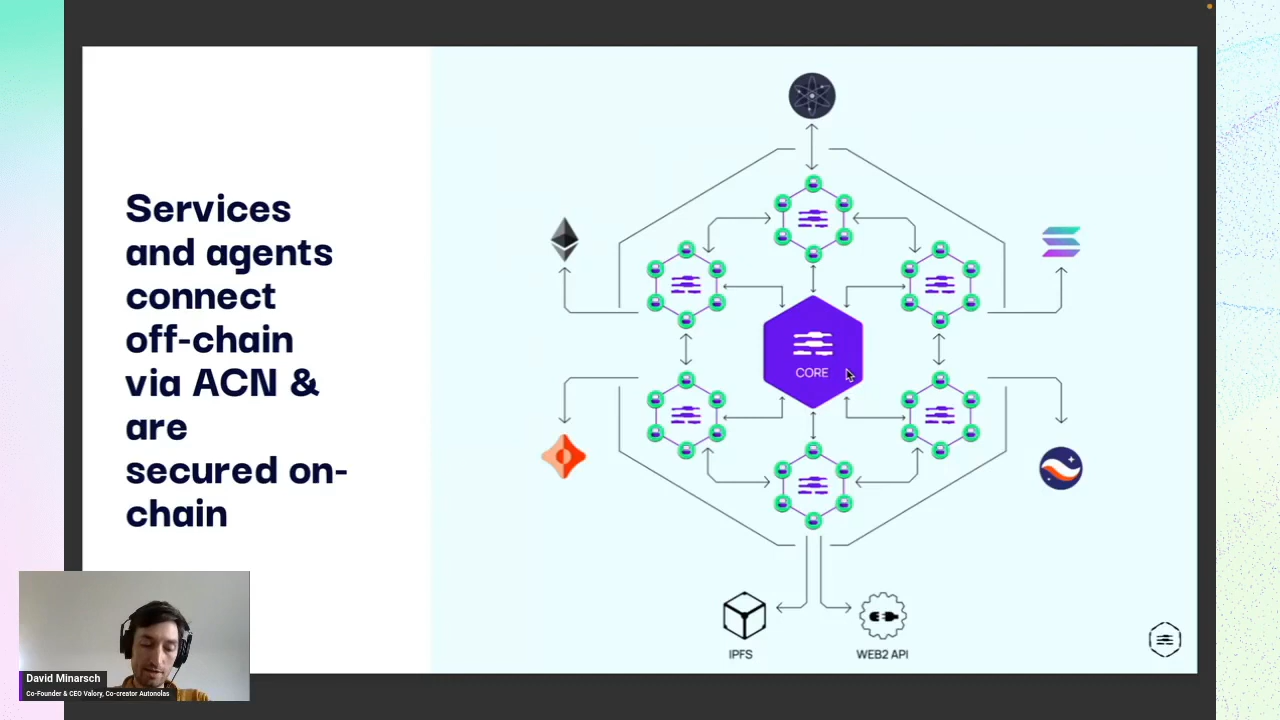 Services
and agents
connect
off-chain
via ACN &
are
secured on-
chain
CORE
IPFS
WEB2 API
David Minarsch
Co-Founder & CEO Valory, Co-creator Autonolas